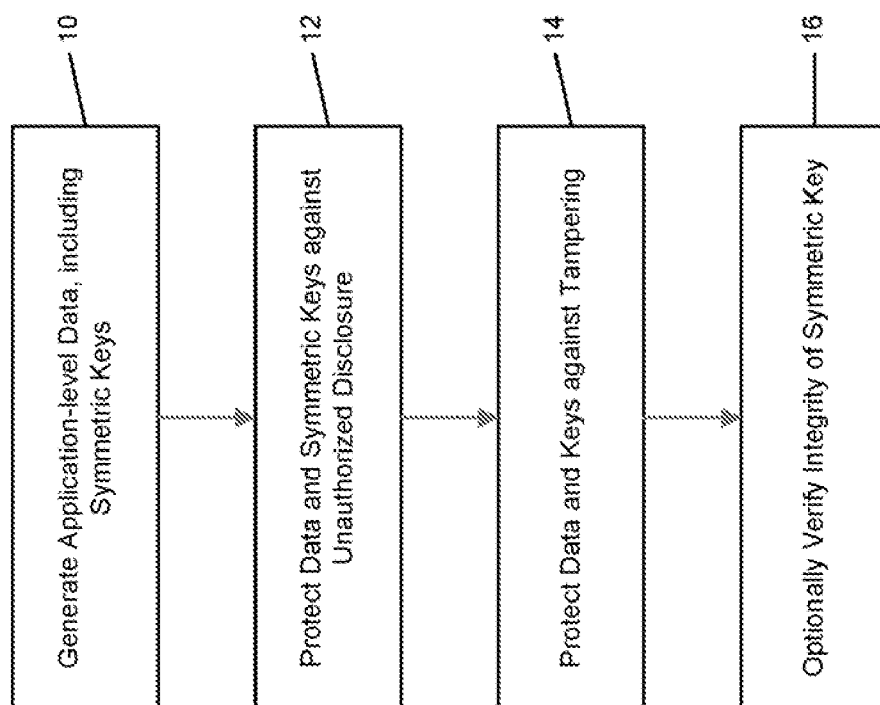 Generate Application-level Data, including
Symmetric Keys
10
Protect Data and Symmetric Keys against
Unauthorized Disclosure
12
Protect Data and Keys against Tampering
14
Optionally Verify Integrity of Symmetric Key
16